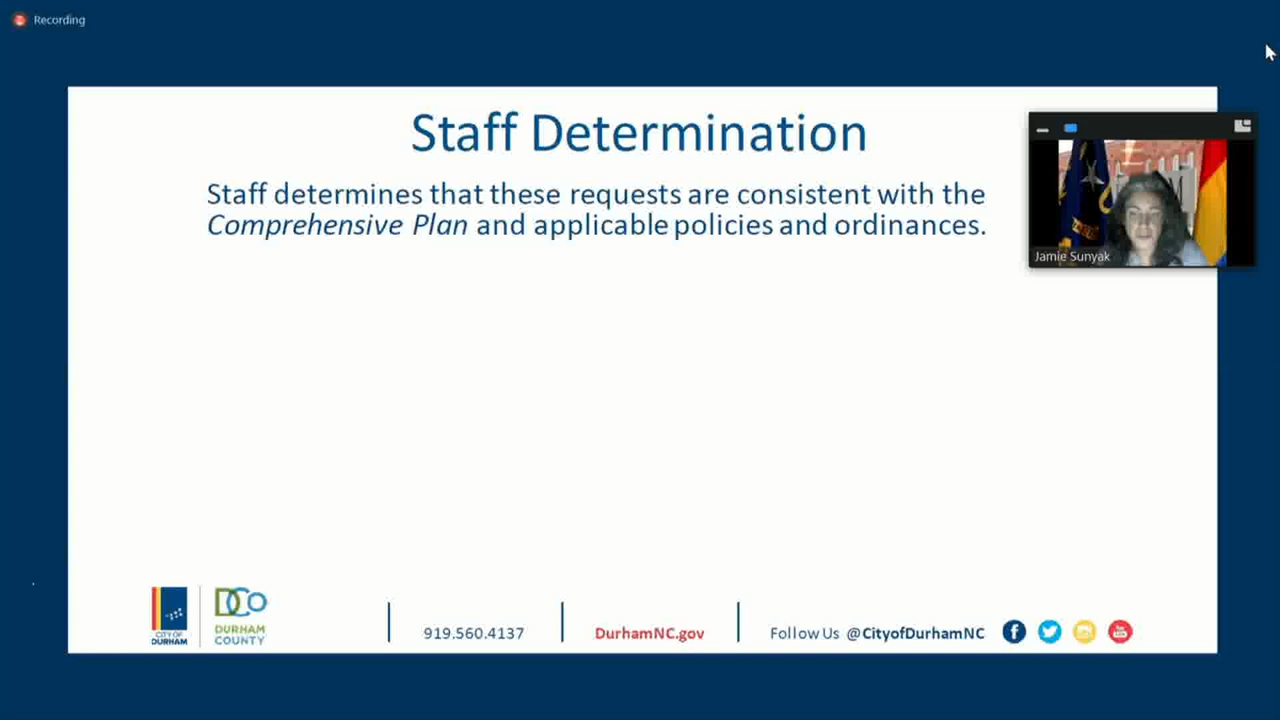 Recording
Staff Determination
Staff determines that these requests are consistent with the
Comprehensive Plan and applicable policies and ordinances.
Jamie Sunyak
CITY OF
DURHAM
DCo
DURHAM
COUNTY
919.560.4137
DurhamNC.gov
Follow Us @CityofDurhamNC